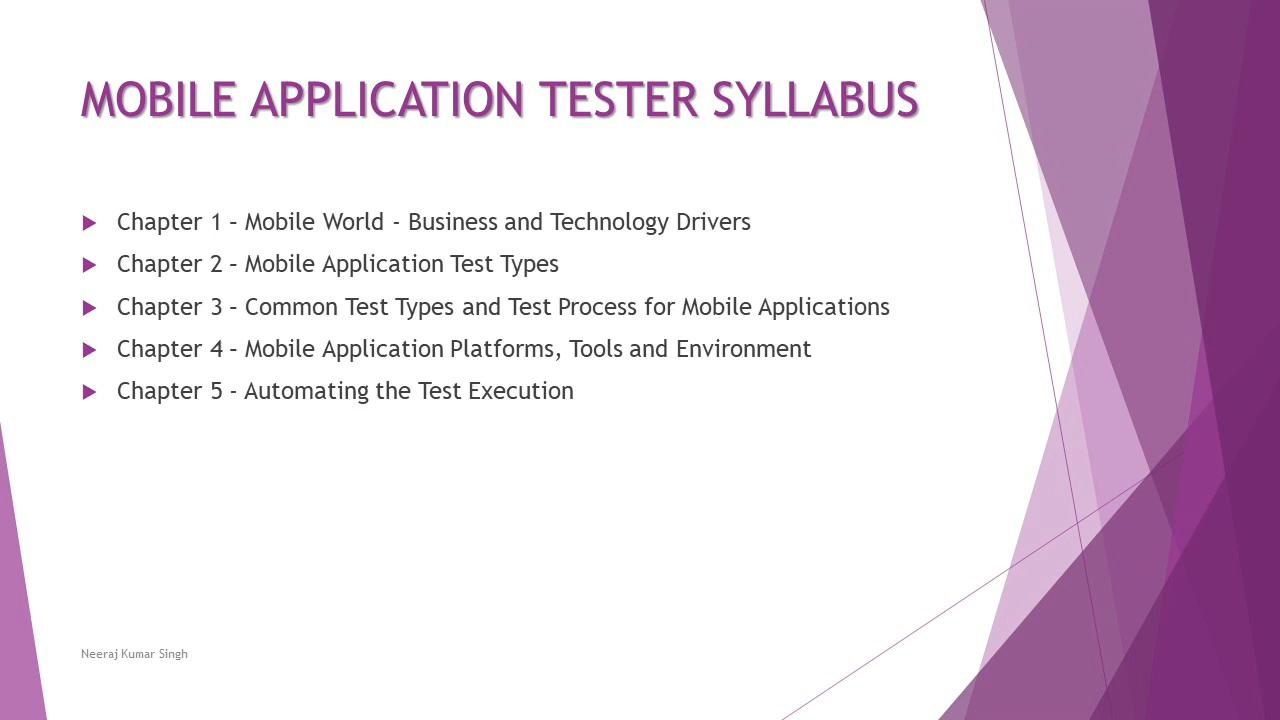 MOBILE APPLICATION TESTER SYLLABUS
Chapter 1 – Mobile World - Business and Technology Drivers
Chapter 2 – Mobile Application Test Types
Chapter 3 – Common Test Types and Test Process for Mobile Applications
Chapter 4 – Mobile Application Platforms, Tools and Environment
Chapter 5 - Automating the Test Execution
Neeraj Kumar Singh